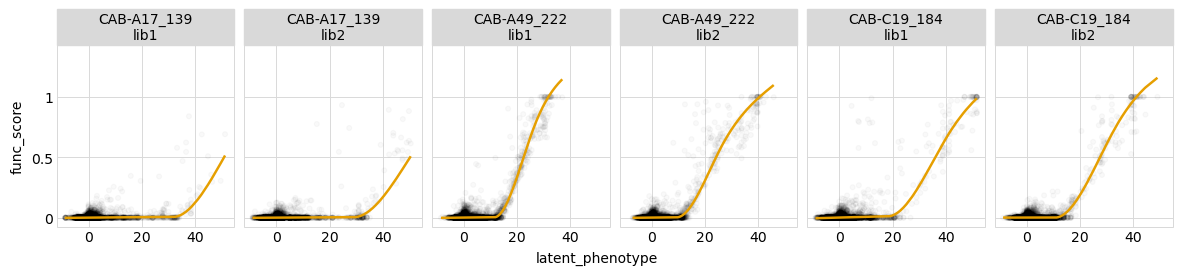 CAB-A17_139 CAB-A17_139 CAB-A49_222 CAB-A49_222 CAB-C19_184 CAB-C19_184
lib1 lib2 lib1 lib2 lib1 lib2
func_score
1
0.5
0
0 20 40 0 20 40 0 20 40 0 20 40 0 20 40 0 20 40
latent_phenotype